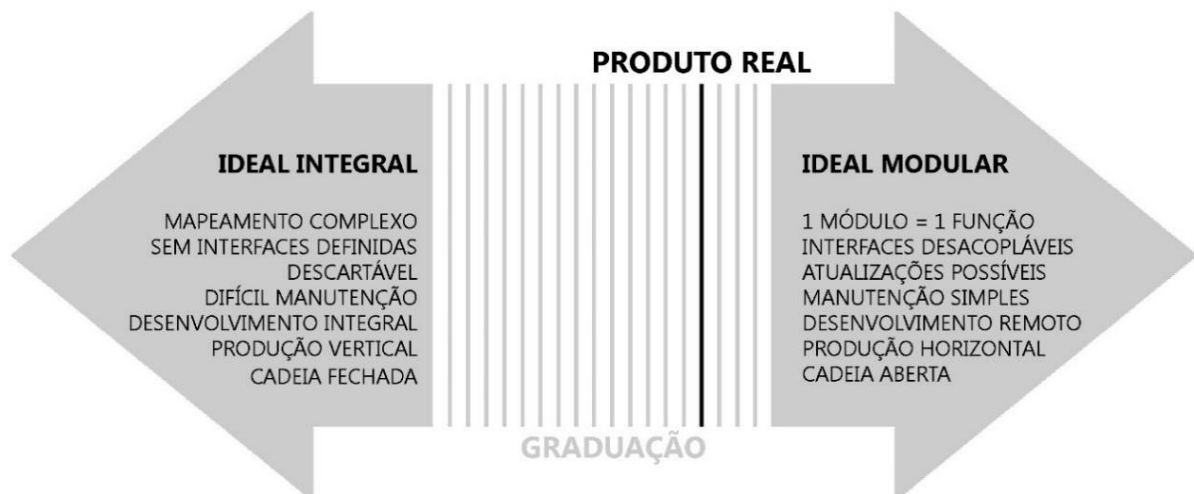 PRODUTO REAL
IDEAL INTEGRAL
MAPEAMENTO COMPLEXO
SEM INTERFACES DEFINIDAS
DESCARTÁVEL
DIFÍCIL MANUTENÇÃO
DESENVOLVIMENTO INTEGRAL
PRODUÇÃO VERTICAL
CADEIA FECHADA
IDEAL MODULAR
1 MÓDULO = 1 FUNÇÃO
INTERFACES DESACOPLÁVEIS
ATUALIZAÇÕES POSSÍVEIS
MANUTENÇÃO SIMPLES
DESENVOLVIMENTO REMOTO
PRODUÇÃO HORIZONTAL
CADEIA ABERTA
GRADUAÇÃO